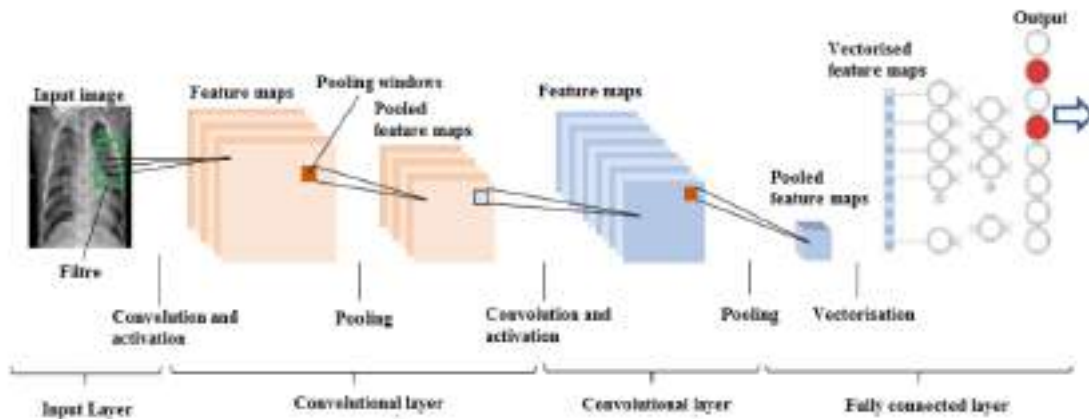 Output
Vectorised
feature maps
Pooling windows
Input image
Feature maps
Pooled
feature maps
Feature maps
Pooled
feature maps
Filtre
Convolution and
activation
Pooling
Convolution and
activation
Pooling
Vectorisation
Input Layer
Convolutional layer
Convolutional layer
Fully connected layer